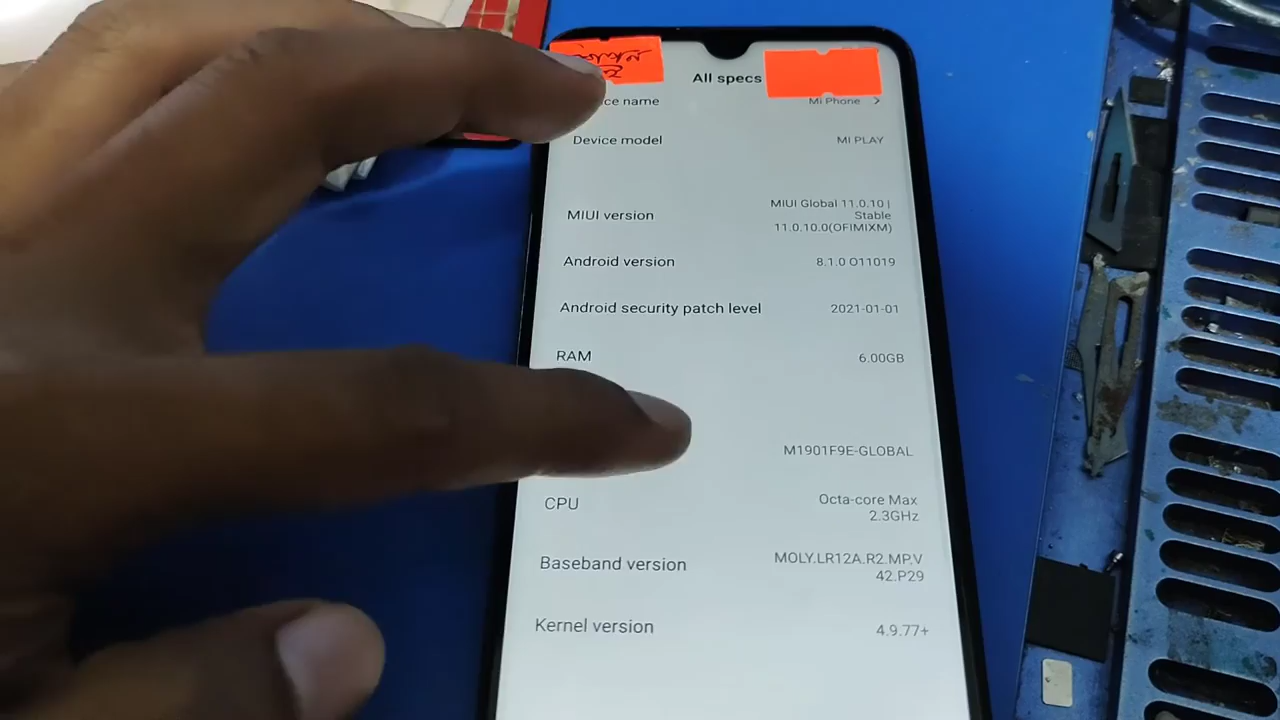 All specs
ce name
Mi Phone
Device model
MI PLAY
MIUI version
MIUI Global 11.0.10 |
Stable
11.0.10.0(OFIMIXM)
Android version
8.1.0 O11019
Android security patch level
2021-01-01
RAM
6.00GB
M1901F9E-GLOBAL
CPU
Octa-core Max
2.3GHz
Baseband version
MOLY.LR12A.R2.MP.V
42.P29
Kernel version
4.9.77+